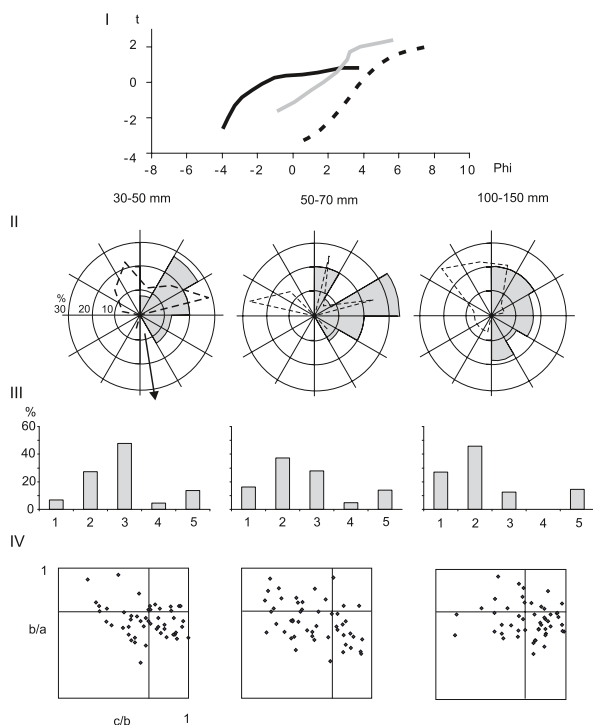 I t
2
0
-2
-4
-8 -6 -4 -2 0 2 4 6 8 10 Phi
30-50 mm 50-70 mm 100-150 mm
II
%
30 20 10
III
%
60
40
20
0
1 2 3 4 5 1 2 3 4 5 1 2 3 4 5
IV
1
b/a
c/b 1